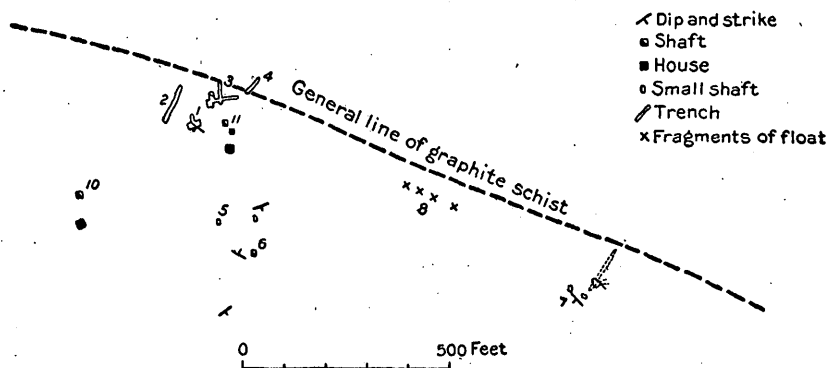 Dip and strike
Shaft
House
Small shaft
Trench
Fragments of float
General line of graphite schist
1
2
3
4
11
10
5
6
8
7
0 500 Feet